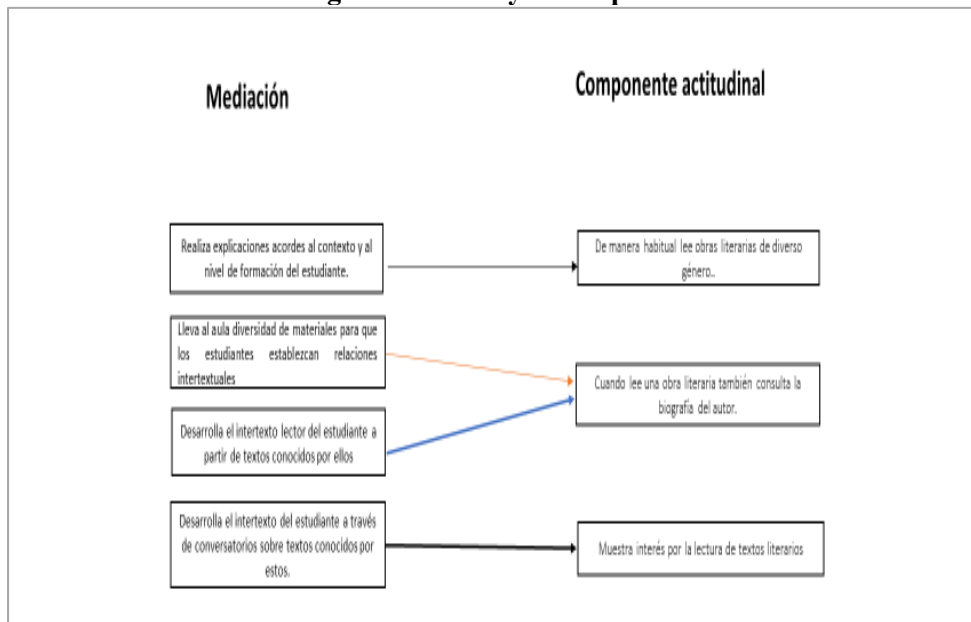 Mediación
Componente actitudinal
Realiza explicaciones acordes al contexto y al
nivel de formación del estudiante.
De manera habitual lee obras literarias de diverso
género..
Lleva al aula diversidad de materiales para que
los estudiantes establezcan relaciones
intertextuales
Cuando lee una obra literaria también consulta la
biografía del autor.
Desarrolla el intertexto lector del estudiante a
partir de textos conocidos por ellos
Desarrolla el intertexto del estudiante a través
de conversatorios sobre textos conocidos por
estos.
Muestra interés por la lectura de textos literarios